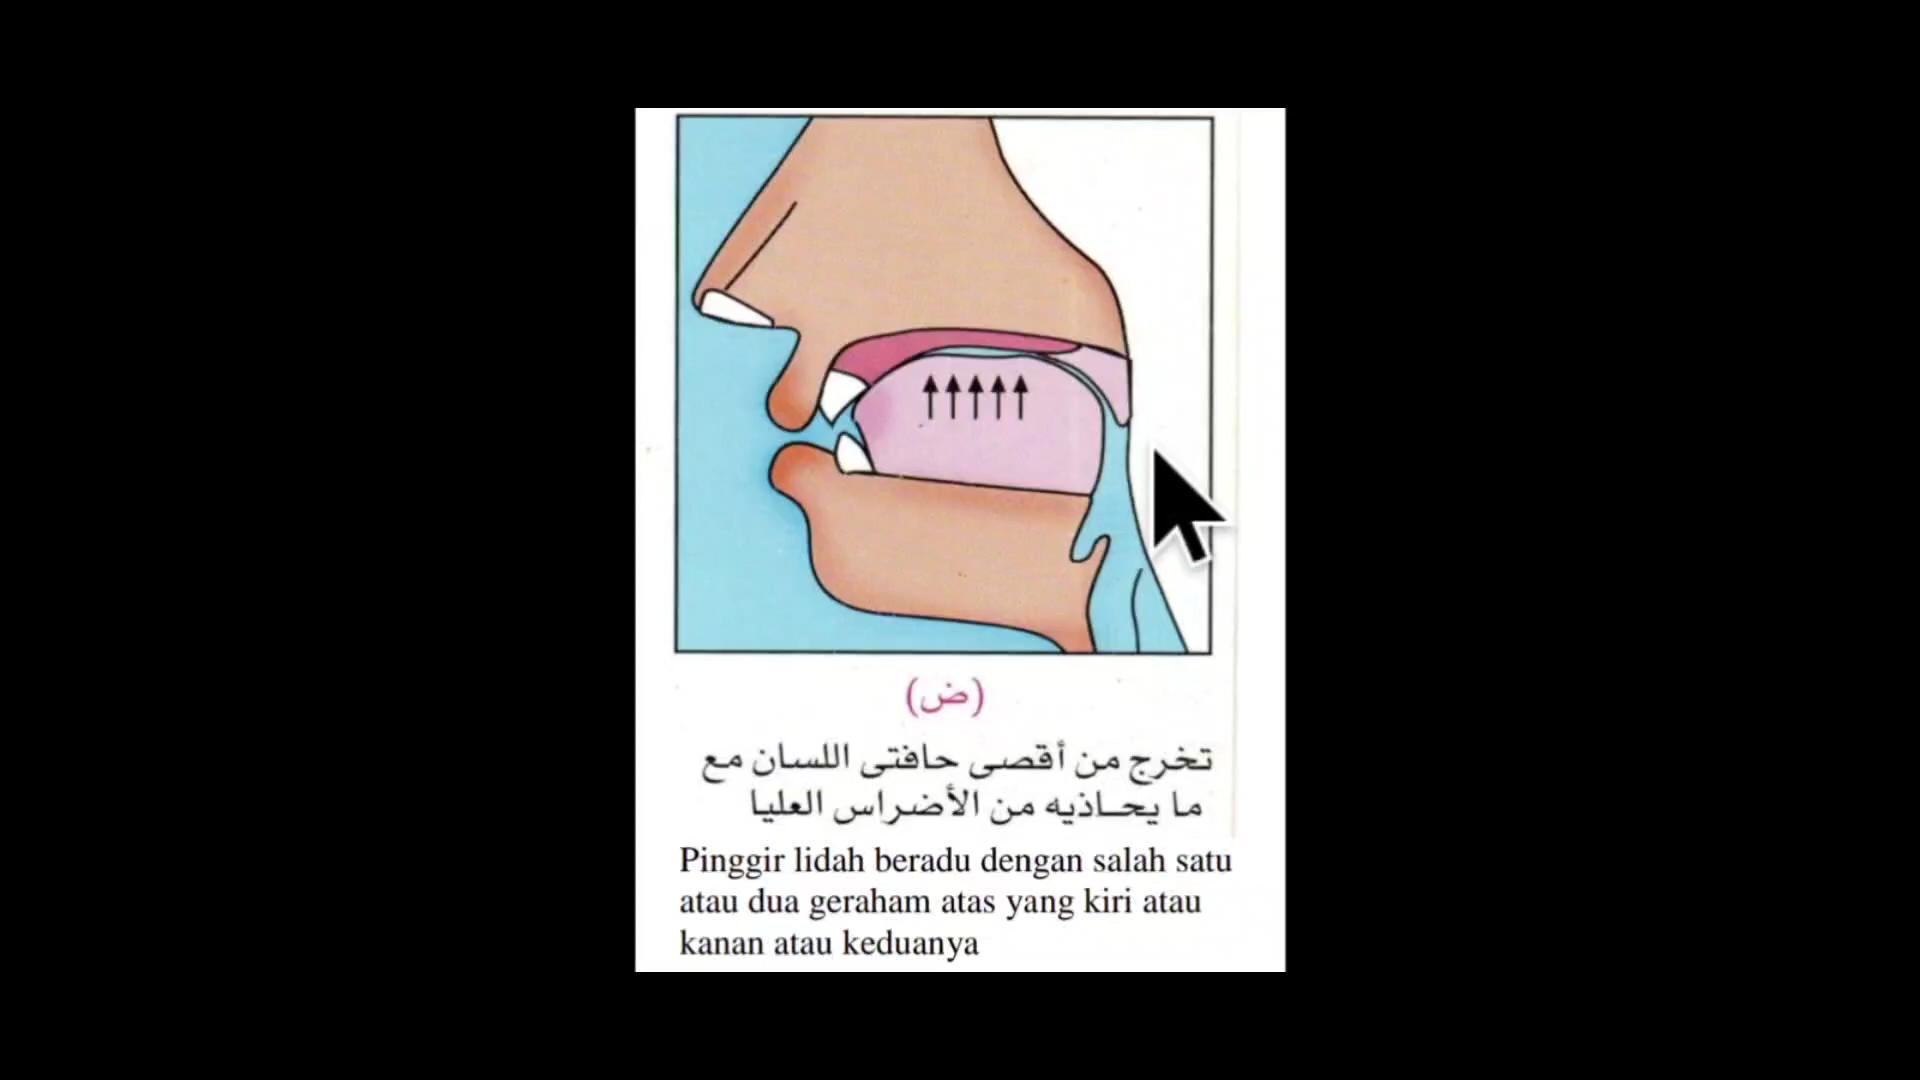 (ض)
تخرج من أقصى حافتى اللسان مع
ما يحاذيه من الأضراس العليا
Pinggir lidah beradu dengan salah satu
atau dua geraham atas yang kiri atau
kanan atau keduanya